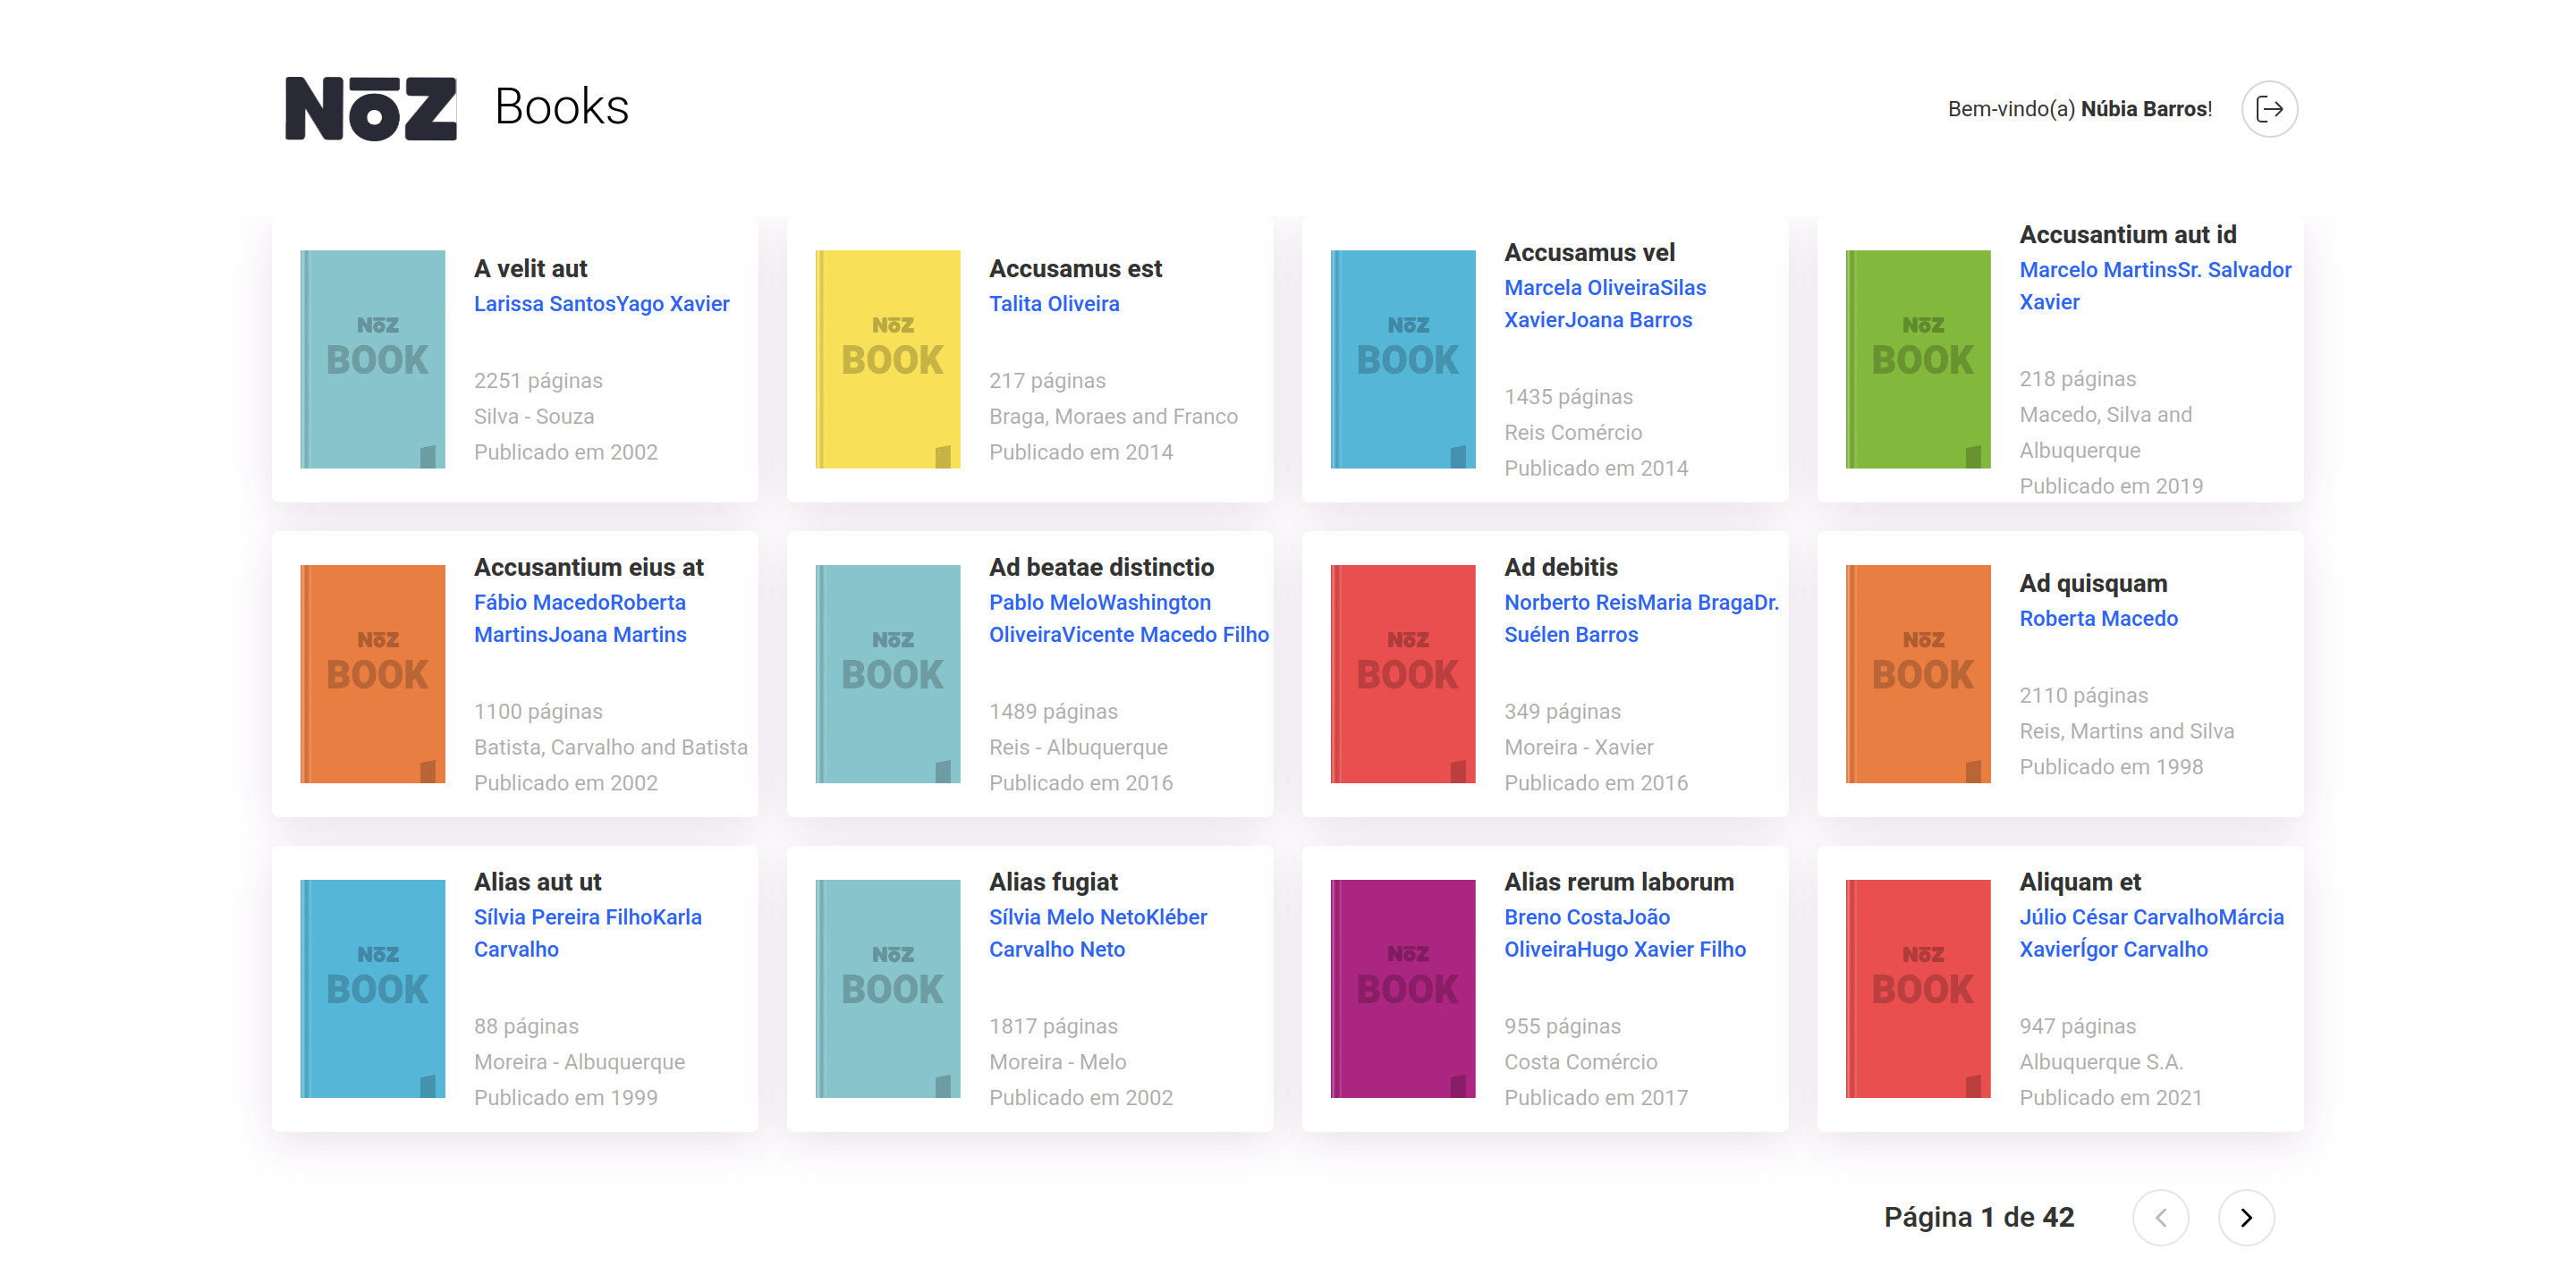 NōZ Books
Bem-vindo(a) Núbia Barros!
NōZ
BOOK
A velit aut
Larissa SantosYago Xavier
2251 páginas
Silva - Souza
Publicado em 2002
NōZ
BOOK
Accusamus est
Talita Oliveira
217 páginas
Braga, Moraes and Franco
Publicado em 2014
NōZ
BOOK
Accusamus vel
Marcela OliveiraSilas
XavierJoana Barros
1435 páginas
Reis Comércio
Publicado em 2014
NōZ
BOOK
Accusantium aut id
Marcelo MartinsSr. Salvador
Xavier
218 páginas
Macedo, Silva and
Albuquerque
Publicado em 2019
NōZ
BOOK
Accusantium eius at
Fábio MacedoRoberta
MartinsJoana Martins
1100 páginas
Batista, Carvalho and Batista
Publicado em 2002
NōZ
BOOK
Ad beatae distinctio
Pablo MeloWashington
OliveiraVicente Macedo Filho
1489 páginas
Reis - Albuquerque
Publicado em 2016
NōZ
BOOK
Ad debitis
Norberto ReisMaria BragaDr.
Suélen Barros
349 páginas
Moreira - Xavier
Publicado em 2016
NōZ
BOOK
Ad quisquam
Roberta Macedo
2110 páginas
Reis, Martins and Silva
Publicado em 1998
NōZ
BOOK
Alias aut ut
Sílvia Pereira FilhoKarla
Carvalho
88 páginas
Moreira - Albuquerque
Publicado em 1999
NōZ
BOOK
Alias fugiat
Sílvia Melo NetoKléber
Carvalho Neto
1817 páginas
Moreira - Melo
Publicado em 2002
NōZ
BOOK
Alias rerum laborum
Breno CostaJoão
OliveiraHugo Xavier Filho
955 páginas
Costa Comércio
Publicado em 2017
NōZ
BOOK
Aliquam et
Júlio César CarvalhoMárcia
XavierÍgor Carvalho
947 páginas
Albuquerque S.A.
Publicado em 2021
Página 1 de 42